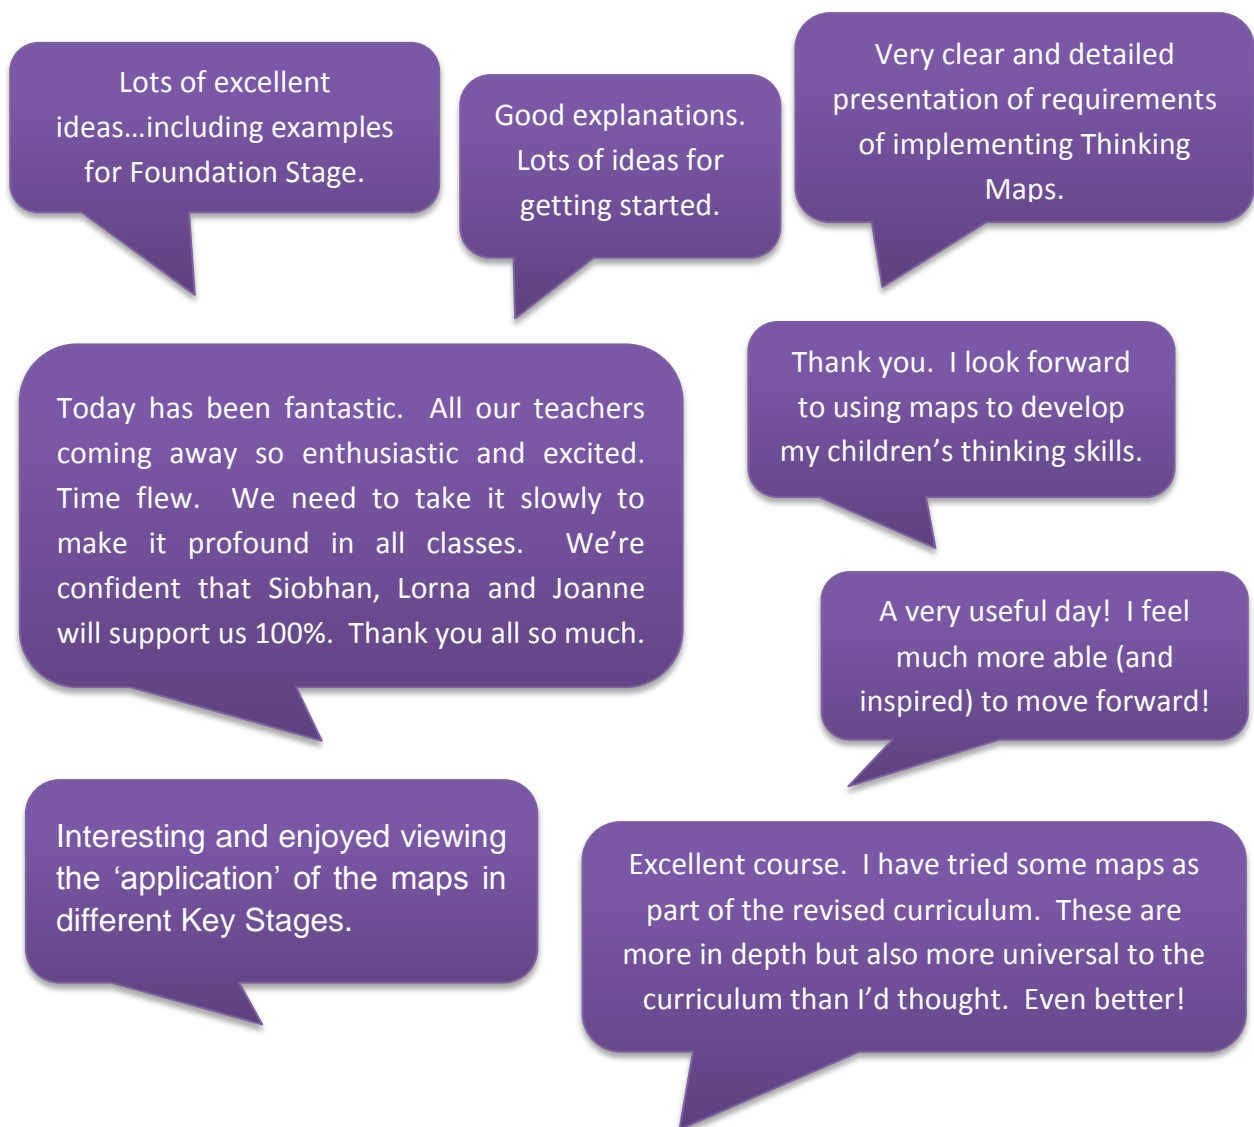 Lots of excellent
ideas…including examples
for Foundation Stage.
Good explanations.
Lots of ideas for
getting started.
Very clear and detailed
presentation of requirements
of implementing Thinking
Maps.
Today has been fantastic.  All our teachers
coming away so enthusiastic and excited.
Time flew.  We need to take it slowly to
make it profound in all classes.  We’re
confident that Siobhan, Lorna and Joanne
will support us 100%.  Thank you all so much.
Thank you.  I look forward
to using maps to develop
my children’s thinking skills.
A very useful day!  I feel
much more able (and
inspired) to move forward!
Interesting and enjoyed viewing
the ‘application’ of the maps in
different Key Stages.
Excellent course.  I have tried some maps as
part of the revised curriculum.  These are
more in depth but also more universal to the
curriculum than I’d thought.  Even better!